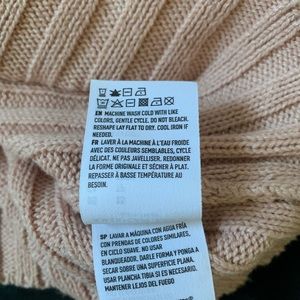 EN MACHINE WASH COLD WITH LIKE
COLORS, GENTLE CYCLE. DO NOT BLEACH.
RESHAPE LAY FLAT TO DRY. COOL IRON IF
NEEDED.
FR LAVER À LA MACHINE À L'EAU FROIDE
AVEC DES COULEURS SEMBLABLES, CYCLE
DÉLICAT. NE PAS JAVELLISER. REDONNER
LA FORME ORIGINALE ET SÉCHER À PLAT.
REPASSER À BASSE TEMPÉRATURE AU
BESOIN.
SP LAVAR A MÁQUINA CON AGUA FRÍA
CON PRENDAS DE COLORES SIMILARES,
EN CICLO SUAVE. NO USAR
BLANQUEADOR. DARLE FORMA Y PONGA A
SECAR SOBRE UNA SUPERFICIE PLANA.
PLANCHAR TIBIA SI ES NECESARIO.
MANTENER LEJOS DEL FUEGO